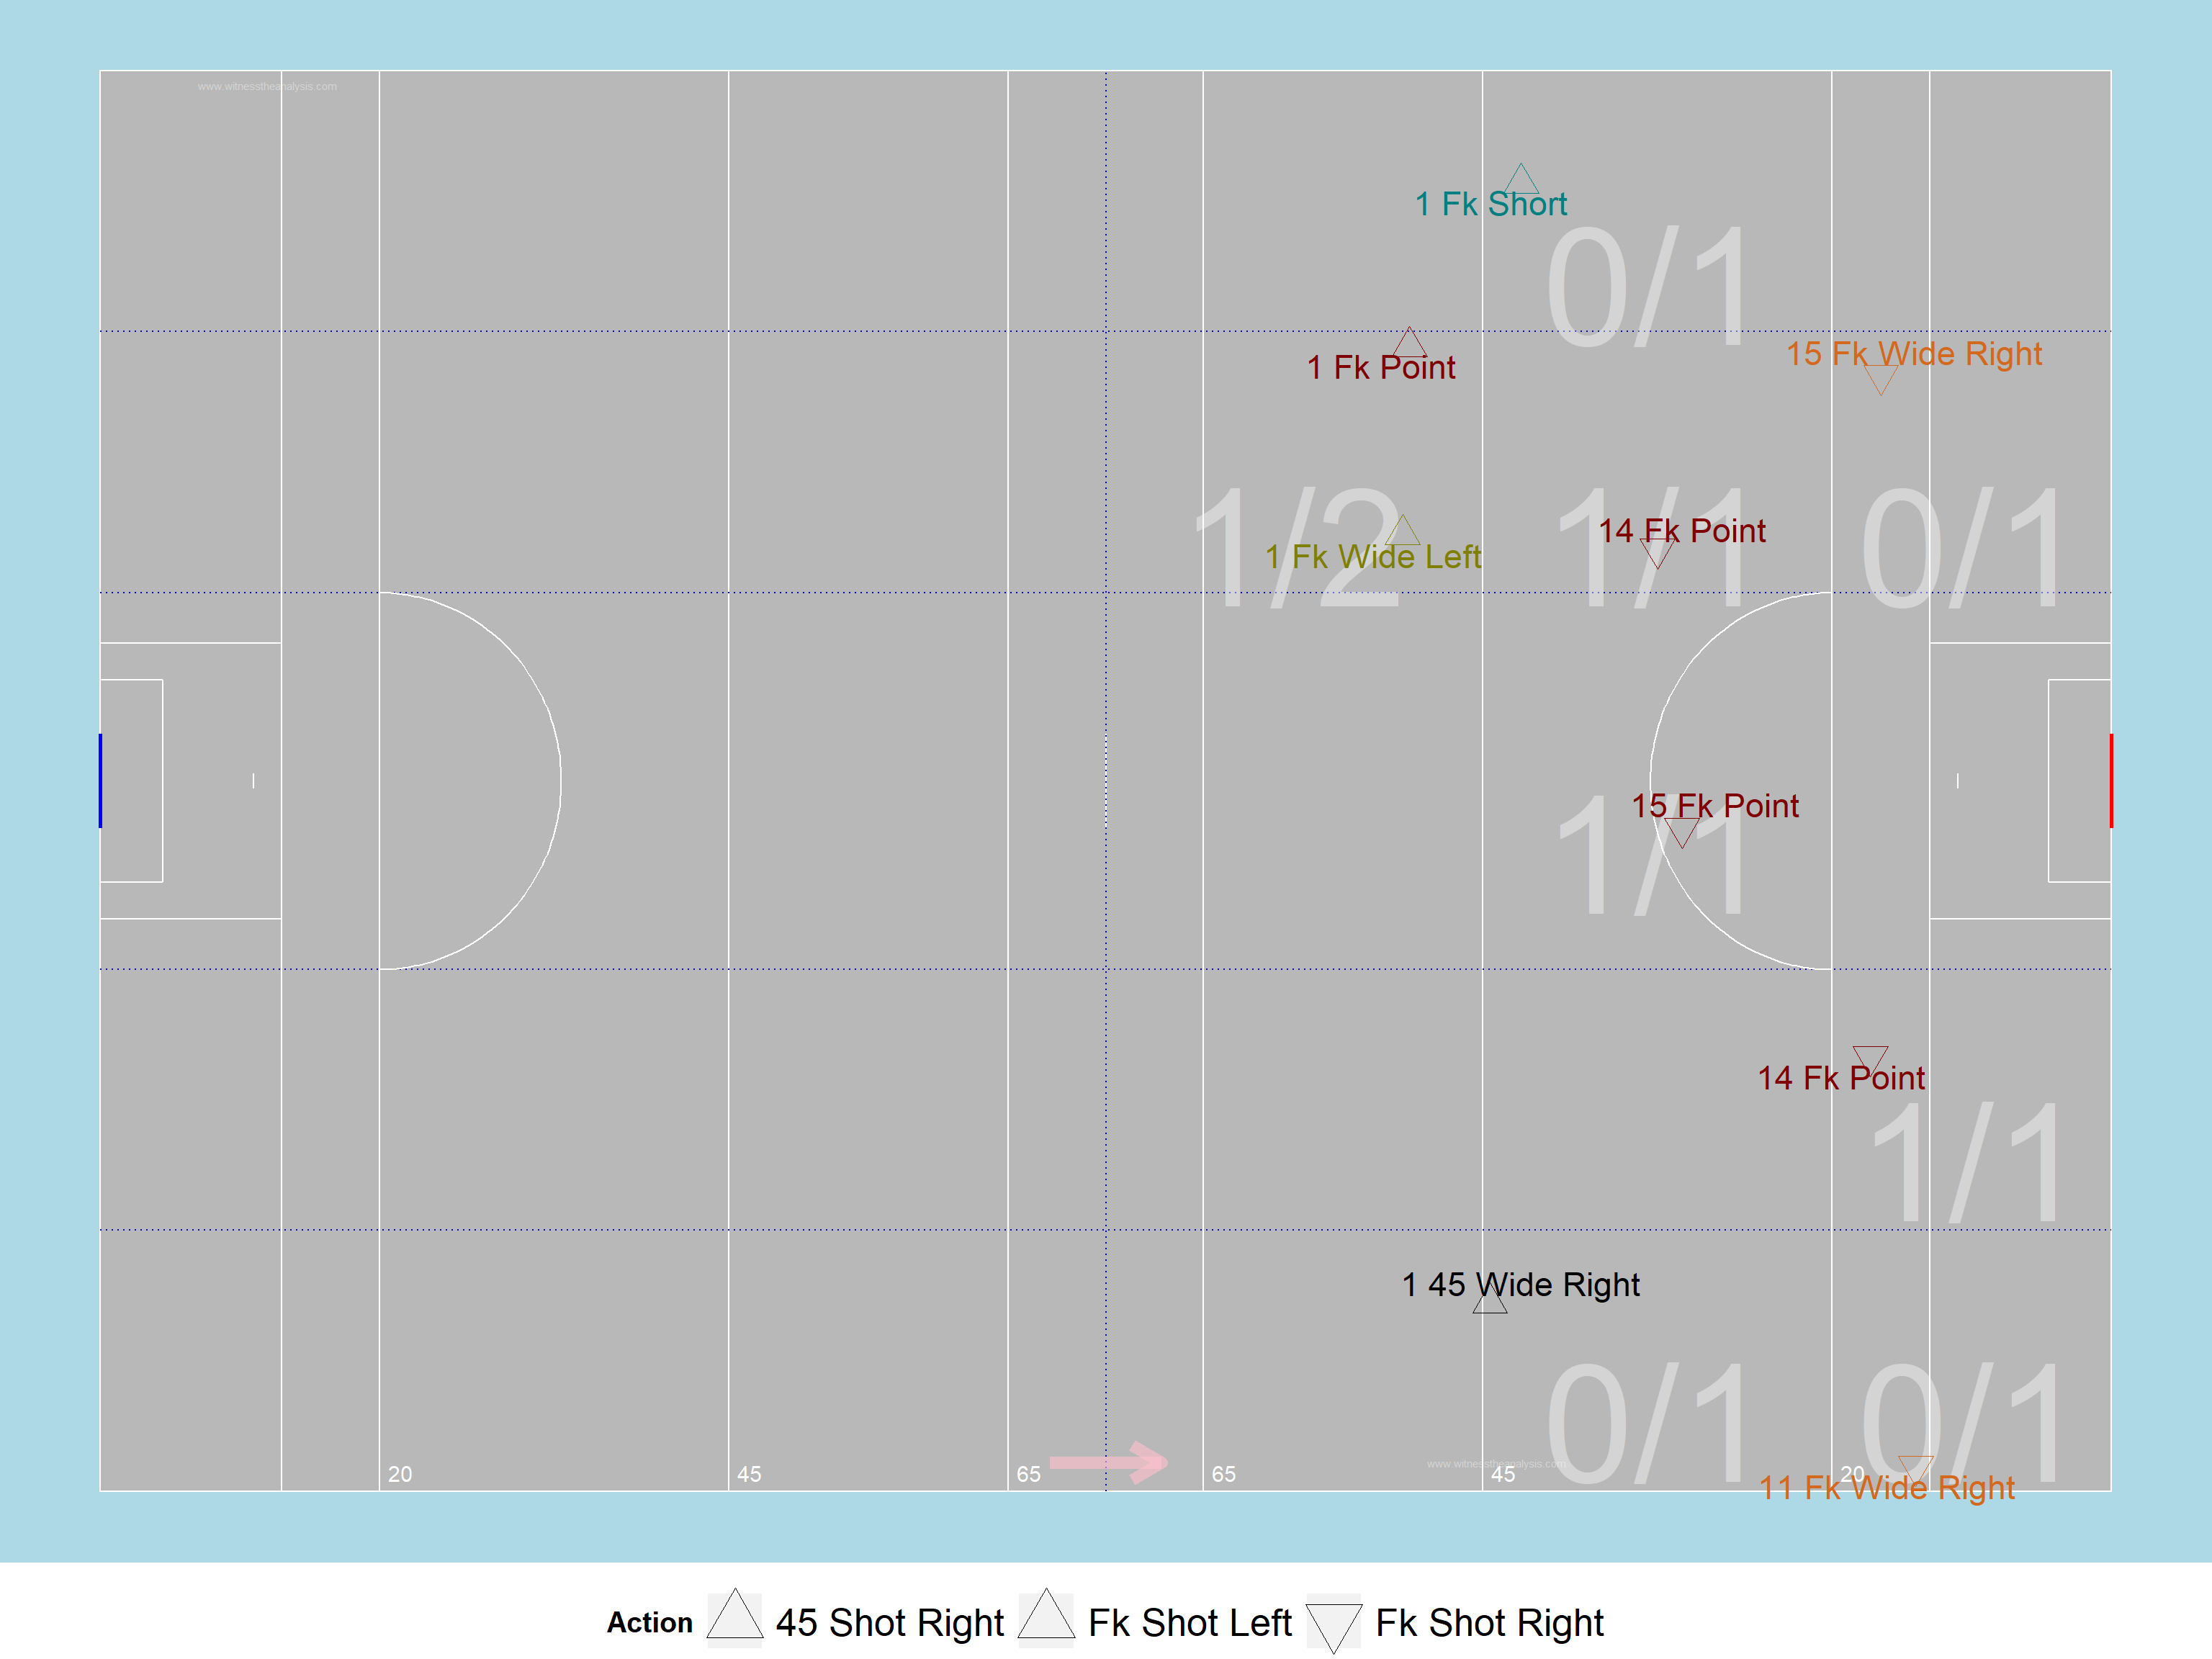 www.witnesstheanalysis.com
1 Fk Short
0/1
1 Fk Point
15 Fk Wide Right
1/2
1/1
0/1
14 Fk Point
1 Fk Wide Left
15 Fk Point
1/1
14 Fk Point
1/1
1 45 Wide Right
0/1
0/1
www.witnesstheanalysis.com
20
45
65
65
45
20
11 Fk Wide Right
Action 45 Shot Right Fk Shot Left Fk Shot Right